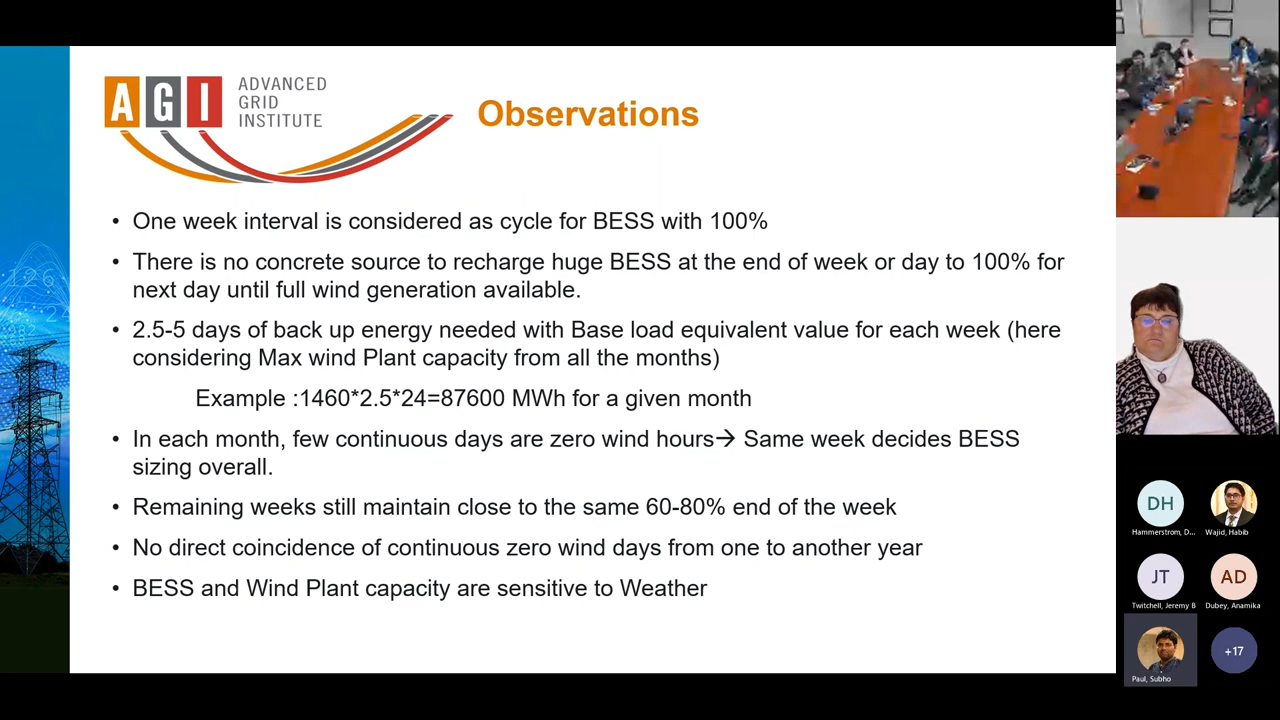 AGI
ADVANCED
GRID
INSTITUTE
Observations
• One week interval is considered as cycle for BESS with 100%
• There is no concrete source to recharge huge BESS at the end of week or day to 100% for
next day until full wind generation available.
• 2.5-5 days of back up energy needed with Base load equivalent value for each week (here
considering Max wind Plant capacity from all the months)
Example :1460*2.5*24=87600 MWh for a given month
• In each month, few continuous days are zero wind hours→ Same week decides BESS
sizing overall.
• Remaining weeks still maintain close to the same 60-80% end of the week
• No direct coincidence of continuous zero wind days from one to another year
• BESS and Wind Plant capacity are sensitive to Weather
DH
Hammerstrom, D...
Wajid, Habib
JT
AD
Twitchell, Jeremy B
Dubey, Anamika
Paul, Subho
+17